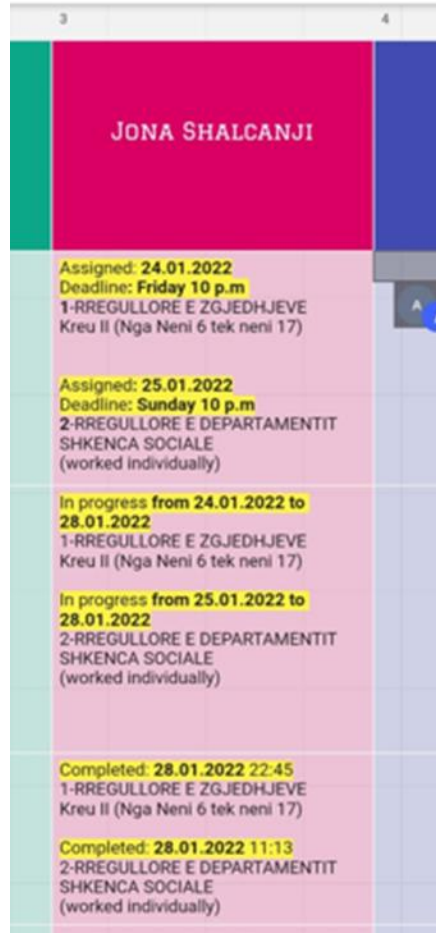 3
4
JONA SHALCANJI
Assigned: 24.01.2022
Deadline: Friday 10 p.m
1-RREGULLORE E ZGJEDHJEVE
Kreu II (Nga Neni 6 tek neni 17)
Assigned: 25.01.2022
Deadline: Sunday 10 p.m
2-RREGULLORE E DEPARTAMENTIT
SHKENCA SOCIALE
(worked individually)
In progress from 24.01.2022 to
28.01.2022
1-RREGULLORE E ZGJEDHJEVE
Kreu II (Nga Neni 6 tek neni 17)
In progress from 25.01.2022 to
28.01.2022
2-RREGULLORE E DEPARTAMENTIT
SHKENCA SOCIALE
(worked individually)
Completed: 28.01.2022 22:45
1-RREGULLORE E ZGJEDHJEVE
Kreu II (Nga Neni 6 tek neni 17)
Completed: 28.01.2022 11:13
2-RREGULLORE E DEPARTAMENTIT
SHKENCA SOCIALE
(worked individually)
A